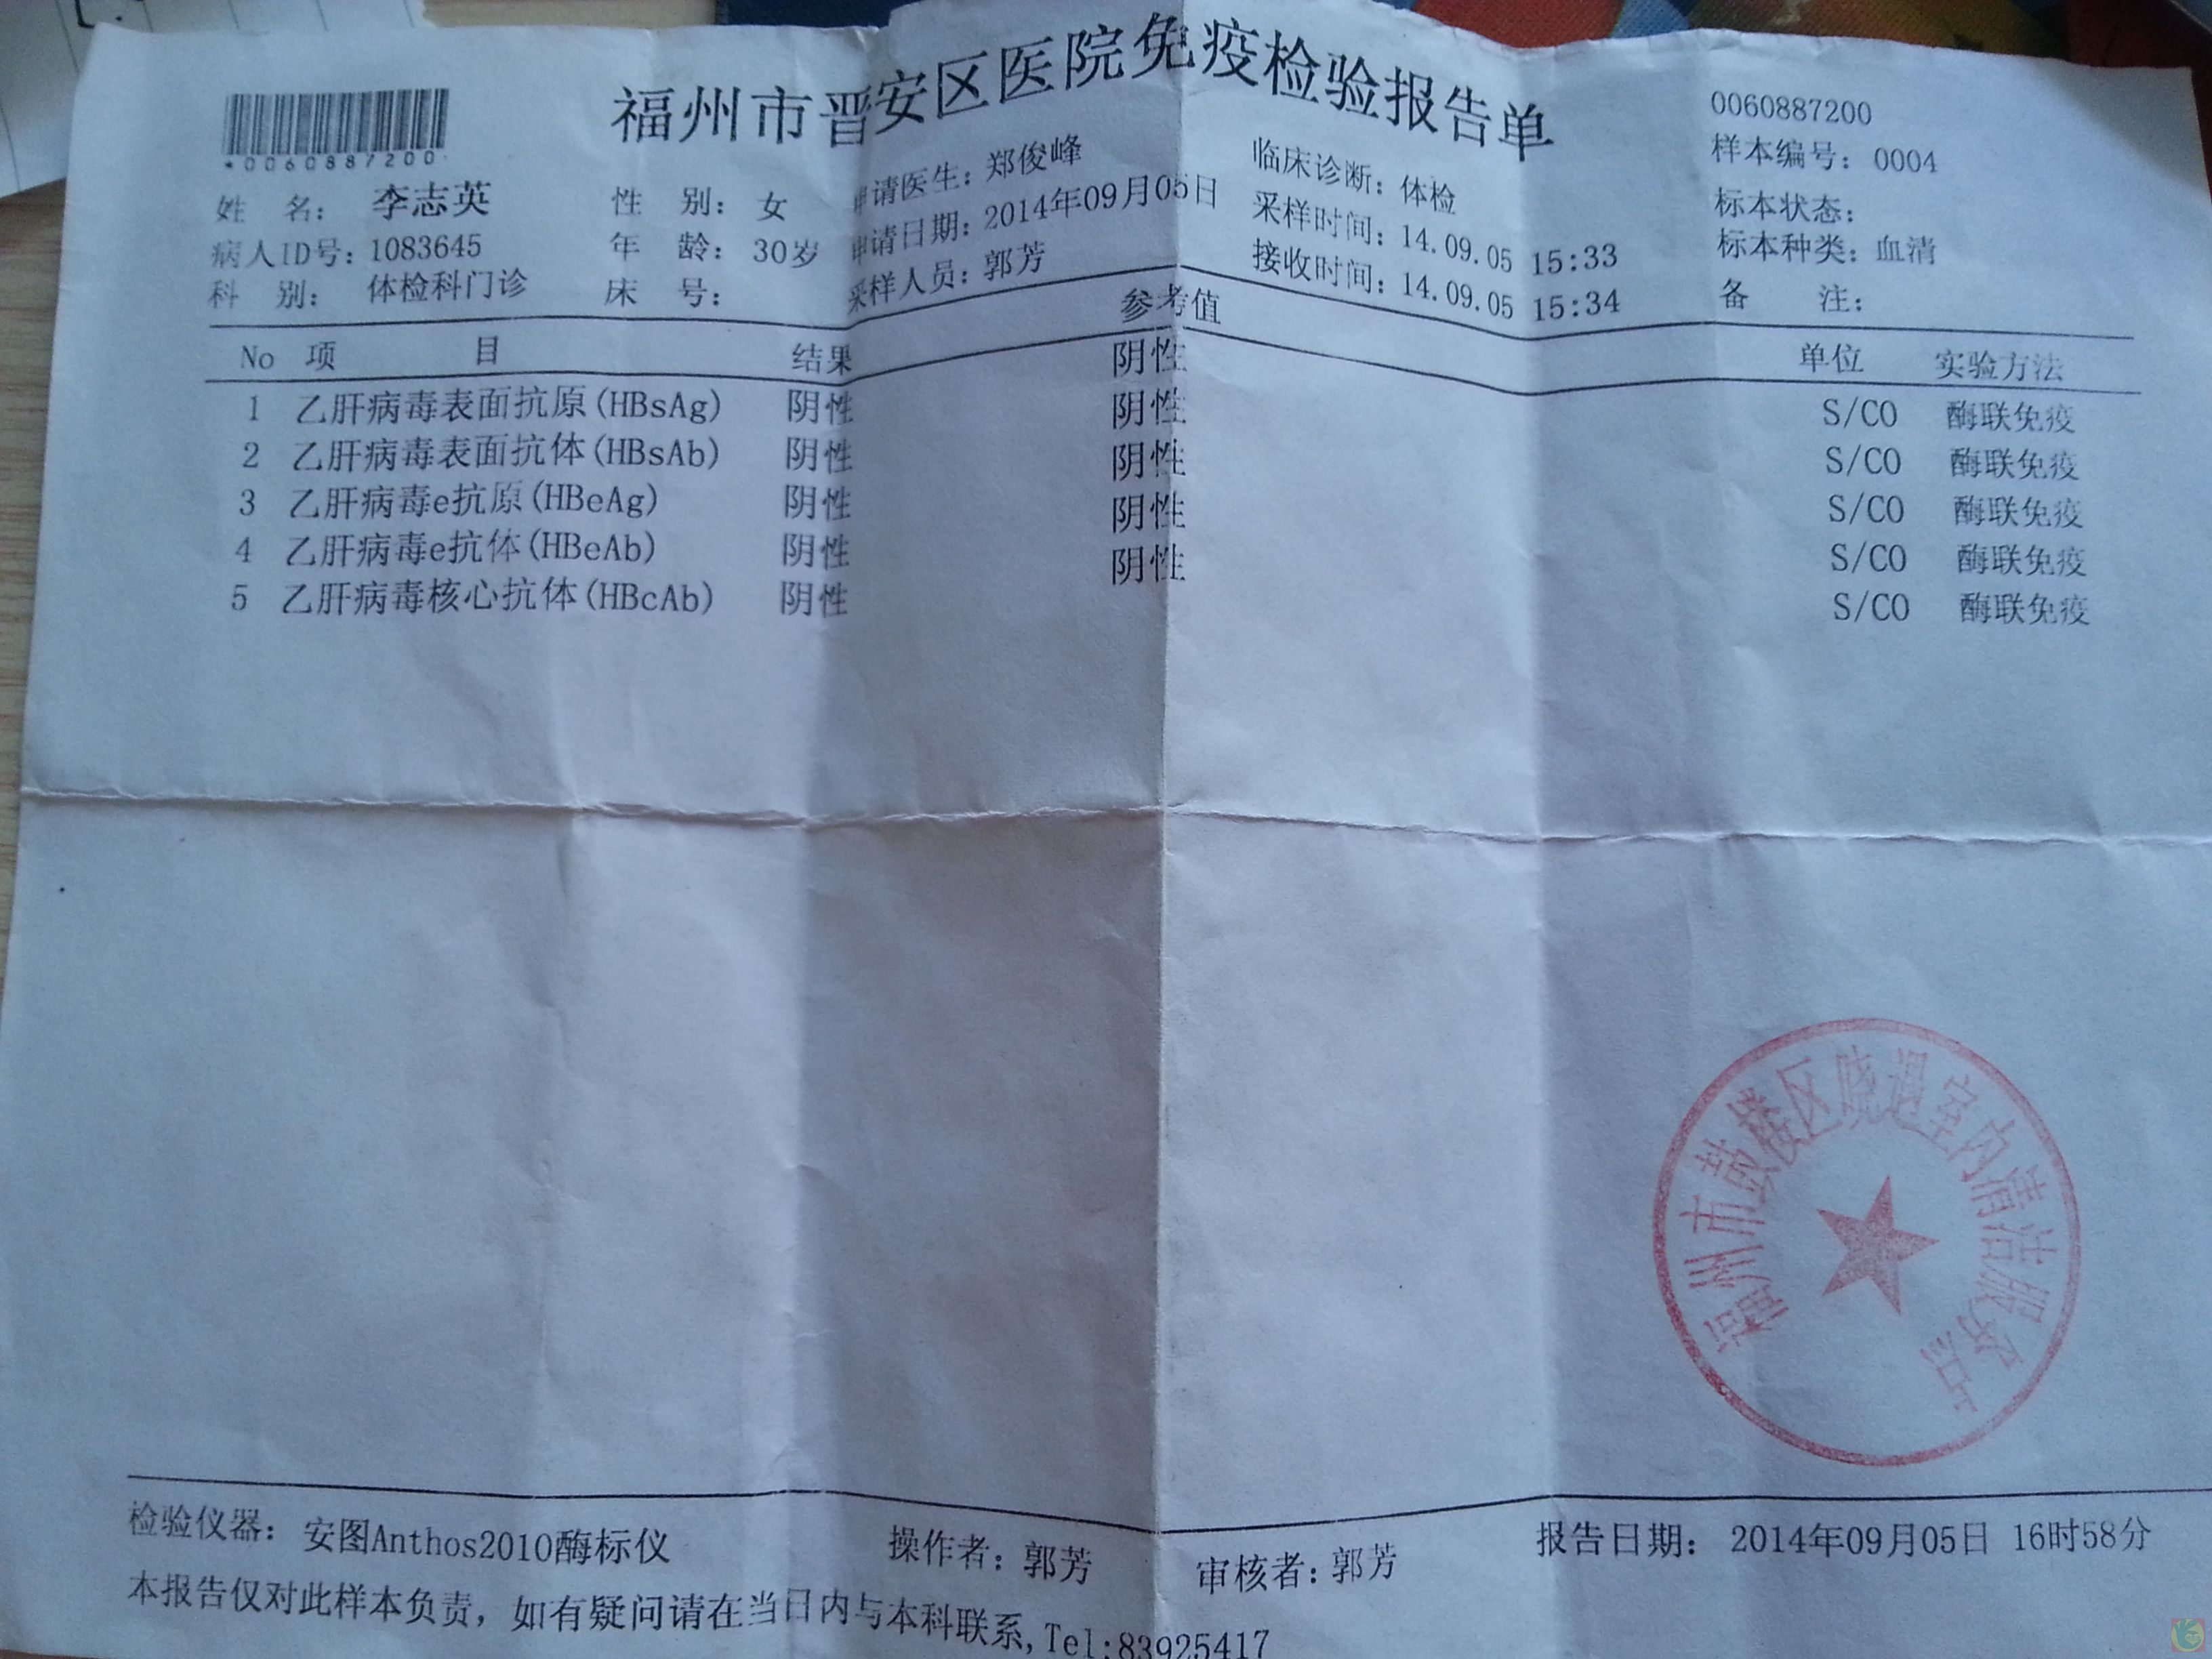 福州市晋安区医院免疫检验报告单
*0060887200*
0060887200
样本编号: 0004
姓 名: 李志英 性 别: 女 申请医生: 郑俊峰 临床诊断: 体检 标本状态:
病人ID号: 1083645 年 龄: 30岁 申请日期: 2014年09月05日 采样时间: 14.09.05 15:33 标本种类: 血清
科 别: 体检科门诊 床 号: 采样人员: 郭芳 接收时间: 14.09.05 15:34 备 注:
No 项 目 结果 参考值 单位 实验方法
1 乙肝病毒表面抗原(HBsAg) 阴性 阴性 S/CO 酶联免疫
2 乙肝病毒表面抗体(HBsAb) 阴性 阴性 S/CO 酶联免疫
3 乙肝病毒e抗原(HBeAg) 阴性 阴性 S/CO 酶联免疫
4 乙肝病毒e抗体(HBeAb) 阴性 阴性 S/CO 酶联免疫
5 乙肝病毒核心抗体(HBcAb) 阴性 阴性 S/CO 酶联免疫
福州市鼓楼区晓遇室内清洁服务点
检验仪器: 安图Anthos2010酶标仪 操作者: 郭芳 审核者: 郭芳 报告日期: 2014年09月05日 16时58分
本报告仅对此样本负责, 如有疑问请在当日内与本科联系, Tel:83925417